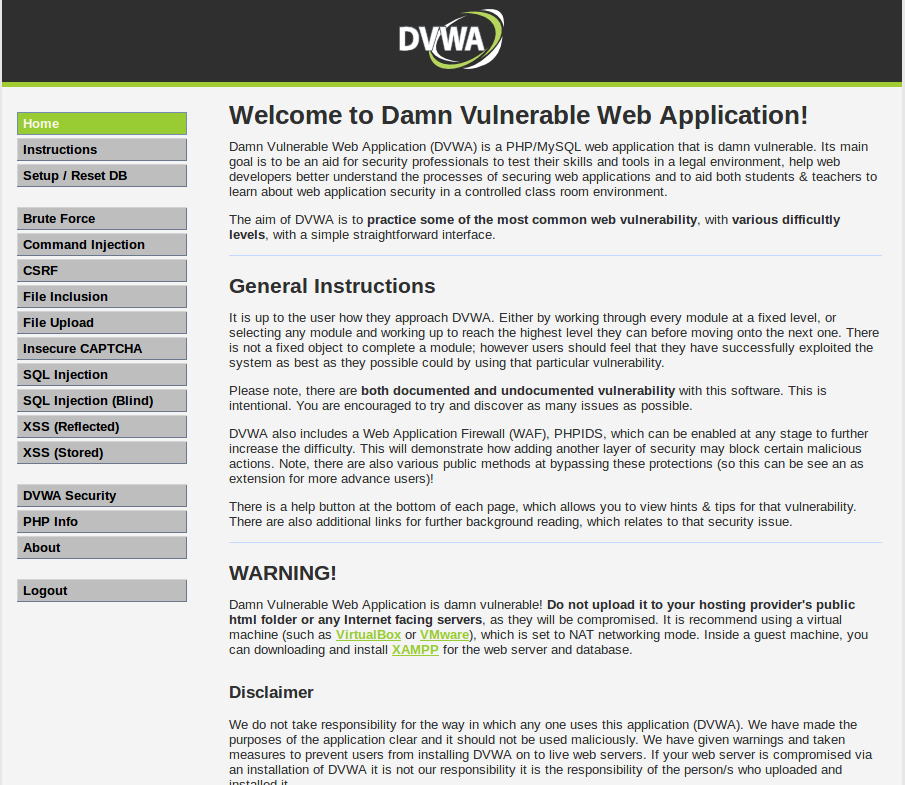 DVWA
Home
Instructions
Setup / Reset DB
Brute Force
Command Injection
CSRF
File Inclusion
File Upload
Insecure CAPTCHA
SQL Injection
SQL Injection (Blind)
XSS (Reflected)
XSS (Stored)
DVWA Security
PHP Info
About
Logout
Welcome to Damn Vulnerable Web Application!
Damn Vulnerable Web Application (DVWA) is a PHP/MySQL web application that is damn vulnerable. Its main
goal is to be an aid for security professionals to test their skills and tools in a legal environment, help web
developers better understand the processes of securing web applications and to aid both students & teachers to
learn about web application security in a controlled class room environment.
The aim of DVWA is to practice some of the most common web vulnerability, with various difficultly
levels, with a simple straightforward interface.
General Instructions
It is up to the user how they approach DVWA. Either by working through every module at a fixed level, or
selecting any module and working up to reach the highest level they can before moving onto the next one. There
is not a fixed object to complete a module; however users should feel that they have successfully exploited the
system as best as they possible could by using that particular vulnerability.
Please note, there are both documented and undocumented vulnerability with this software. This is
intentional. You are encouraged to try and discover as many issues as possible.
DVWA also includes a Web Application Firewall (WAF), PHPIDS, which can be enabled at any stage to further
increase the difficulty. This will demonstrate how adding another layer of security may block certain malicious
actions. Note, there are also various public methods at bypassing these protections (so this can be see an as
extension for more advance users)!
There is a help button at the bottom of each page, which allows you to view hints & tips for that vulnerability.
There are also additional links for further background reading, which relates to that security issue.
WARNING!
Damn Vulnerable Web Application is damn vulnerable! Do not upload it to your hosting provider's public
html folder or any Internet facing servers, as they will be compromised. It is recommend using a virtual
machine (such as VirtualBox or VMware), which is set to NAT networking mode. Inside a guest machine, you
can downloading and install XAMPP for the web server and database.
Disclaimer
We do not take responsibility for the way in which any one uses this application (DVWA). We have made the
purposes of the application clear and it should not be used maliciously. We have given warnings and taken
measures to prevent users from installing DVWA on to live web servers. If your web server is compromised via
an installation of DVWA it is not our responsibility it is the responsibility of the person/s who uploaded and
installed it.